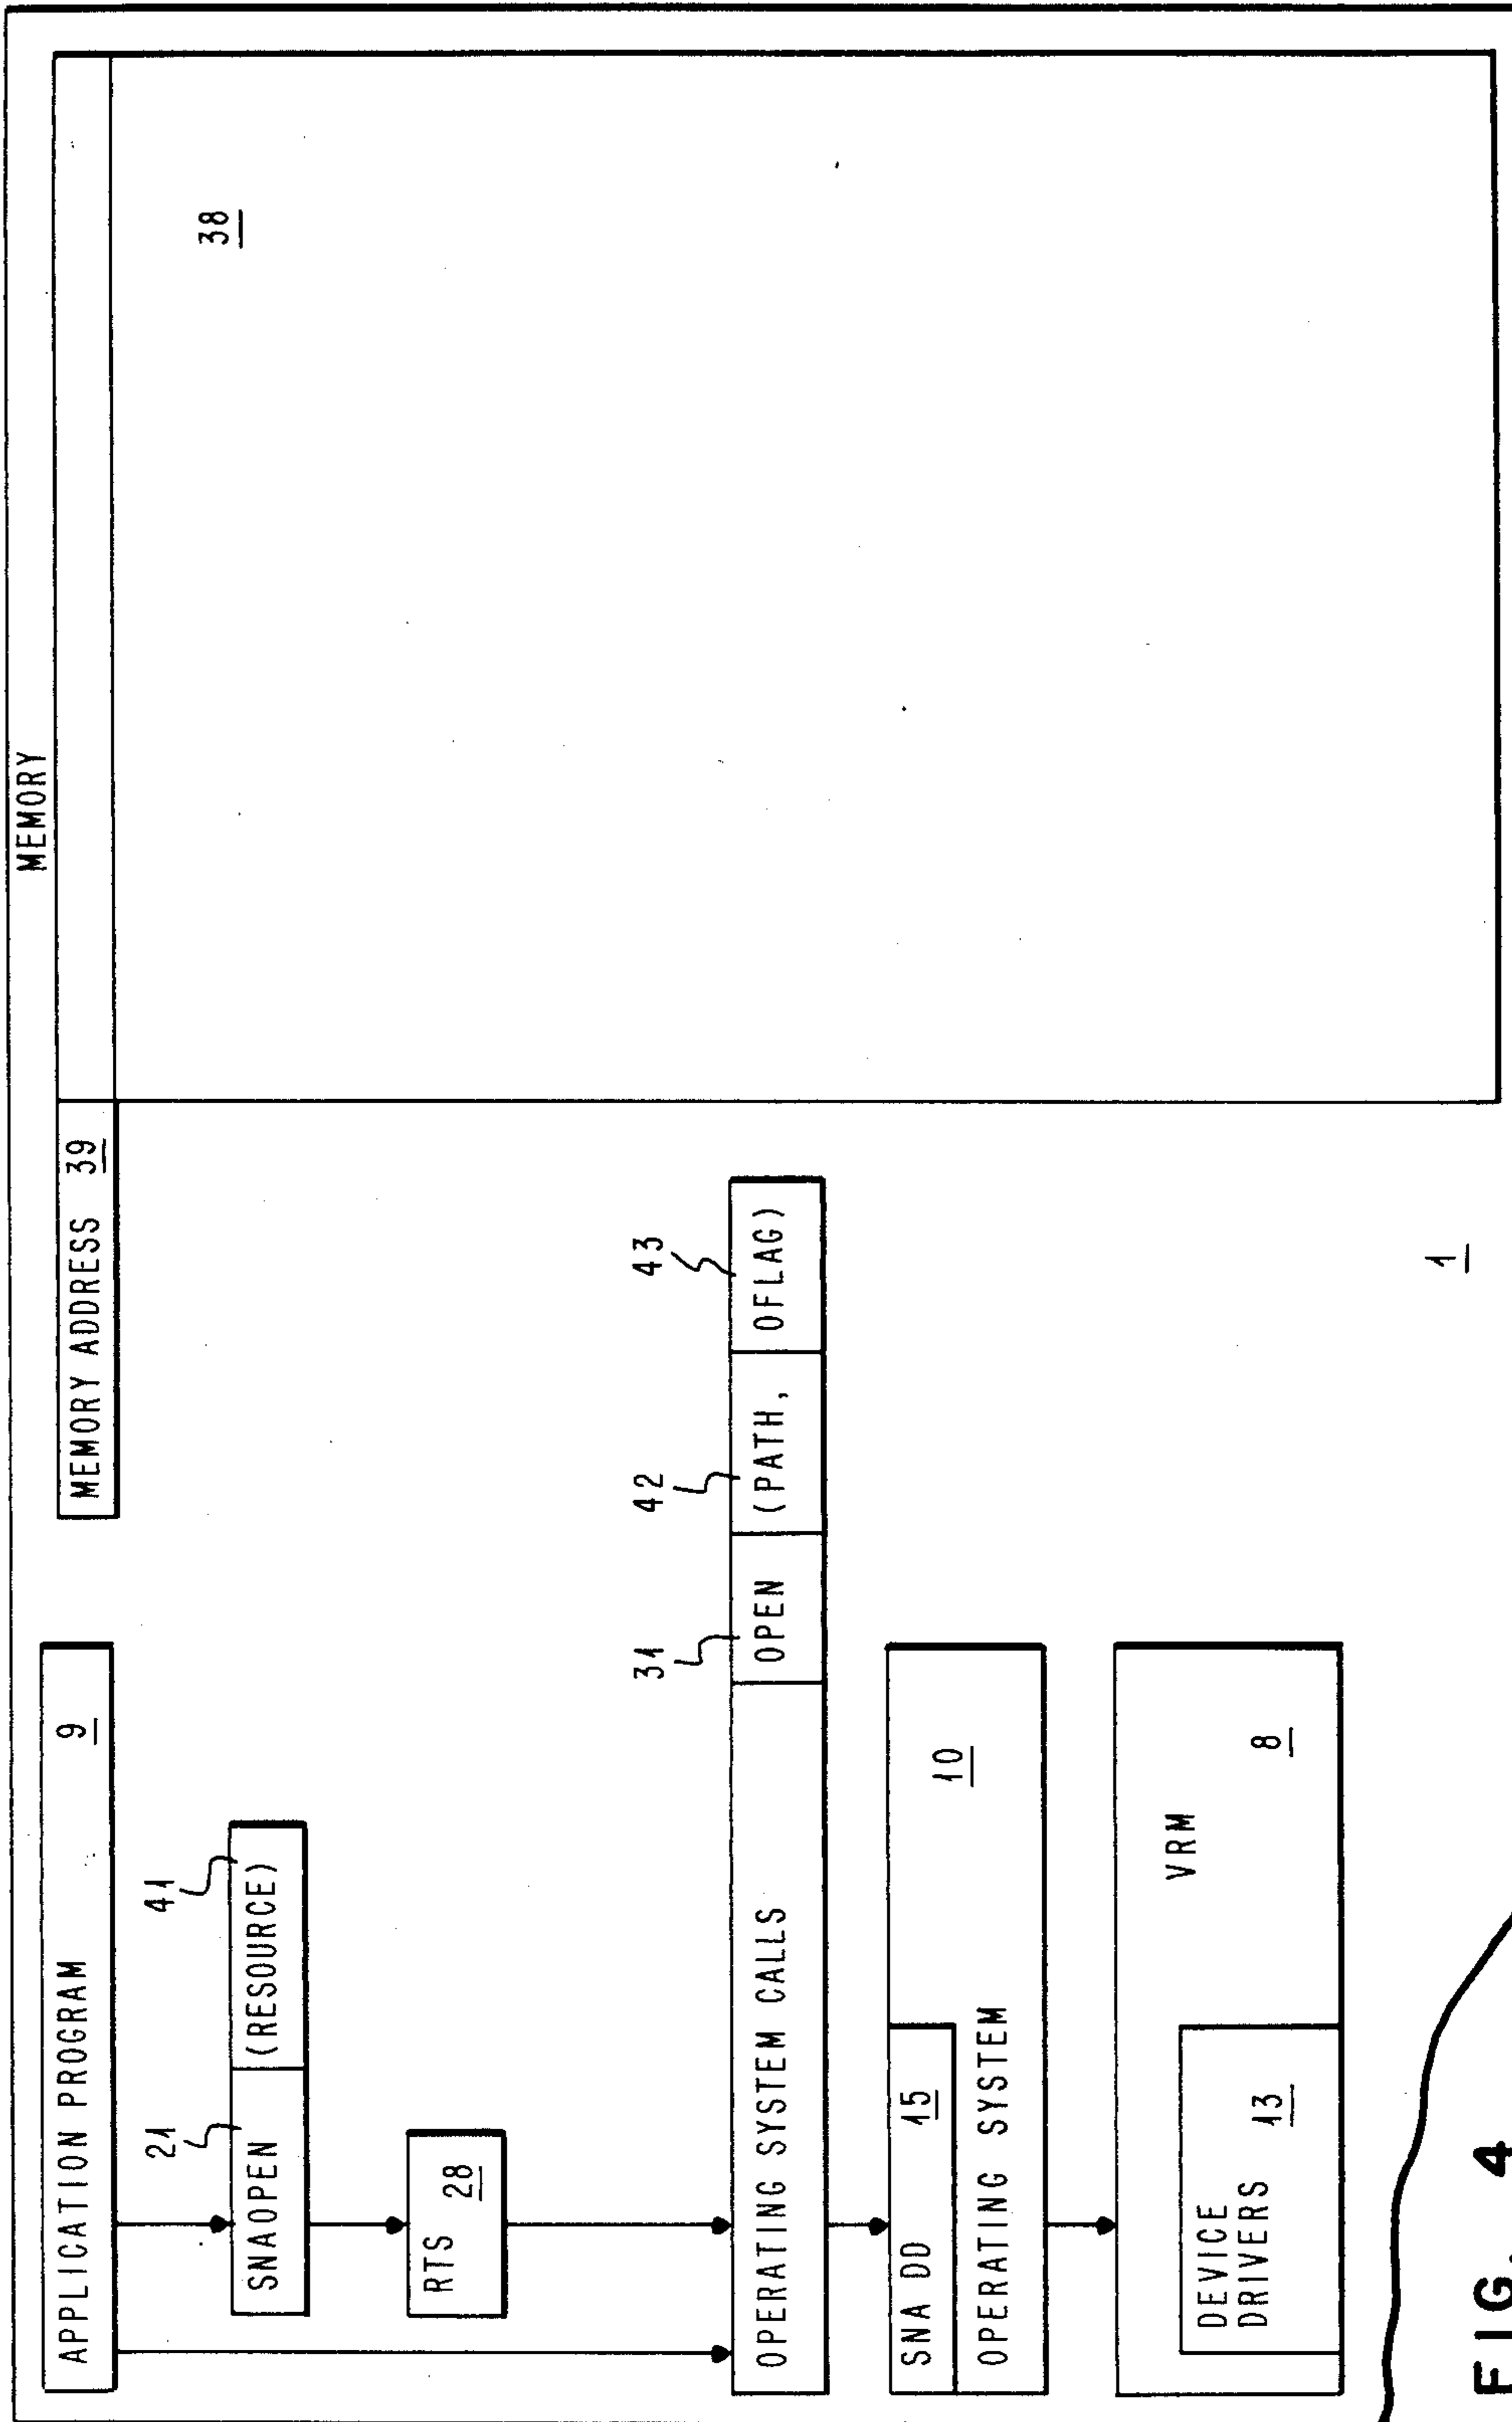 MEMORY
APPLICATION PROGRAM 9
MEMORY ADDRESS 39
38
21
41
SNAOPEN (RESOURCE)
RTS 28
31
42
43
OPERATING SYSTEM CALLS OPEN (PATH, OFLAG)
SNA DD 15
10
OPERATING SYSTEM
VRM
8
DEVICE
DRIVERS 13
1
FIG. 4